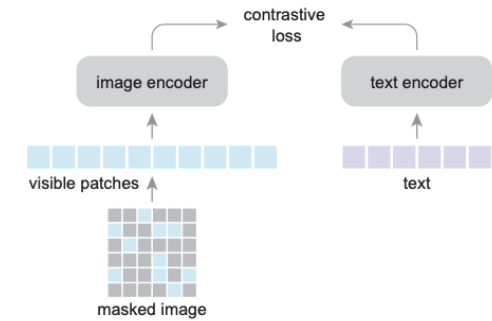 contrastive
loss
image encoder
text encoder
visible patches
text
masked image